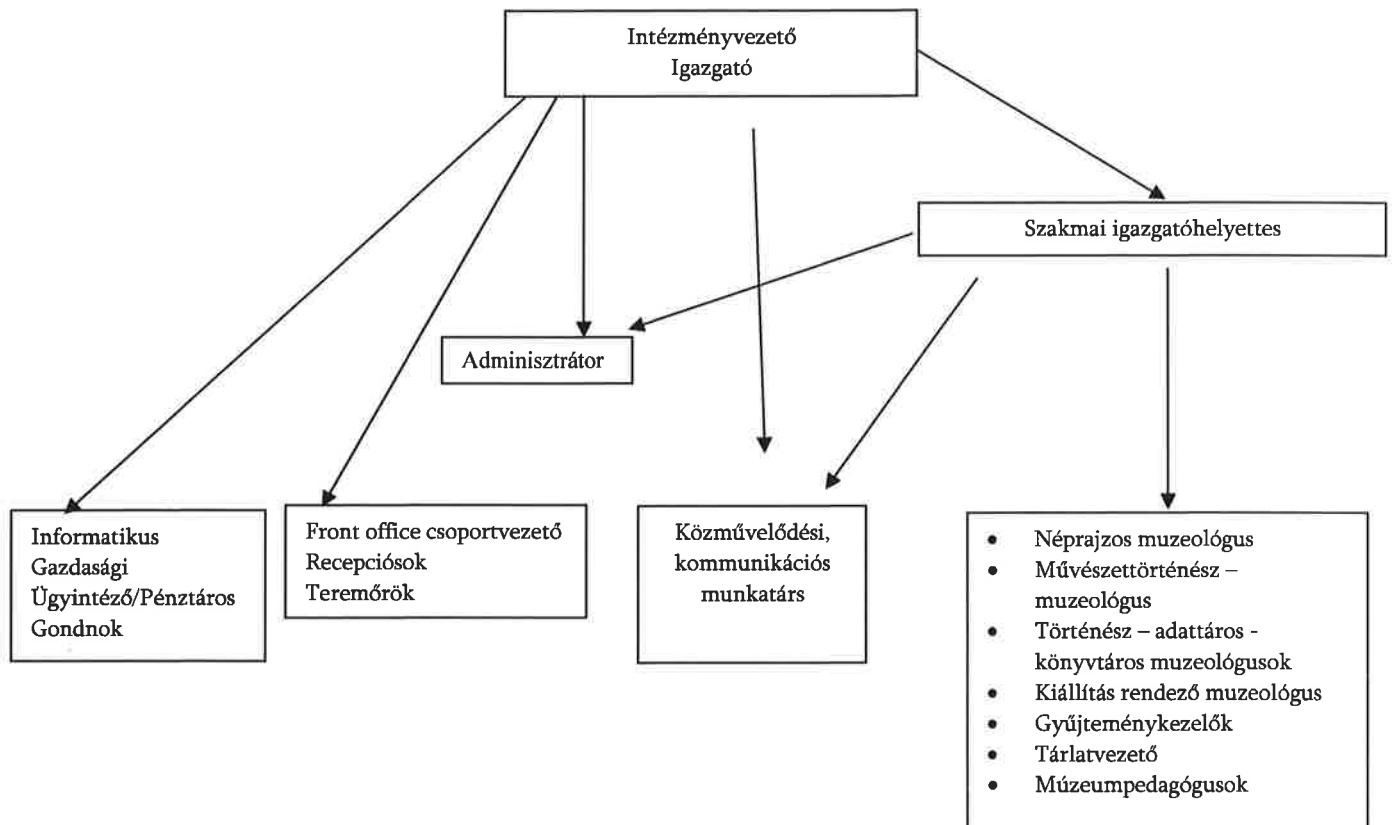 Intézményvezető
Igazgató
Szakmai igazgatóhelyettes
Adminisztrátor
Informatikus
Gazdasági
Ügyintéző/Pénztáros
Gondnok
Front office csoportvezető
Recepciósok
Teremőrök
Közművelődési,
kommunikációs
munkatárs
• Néprajzos muzeológus
• Művészettörténész –
muzeológus
• Történész – adattáros -
könyvtáros muzeológusok
• Kiállítás rendező muzeológus
• Gyűjteménykezelők
• Tárlatvezető
• Múzeumpedagógusok